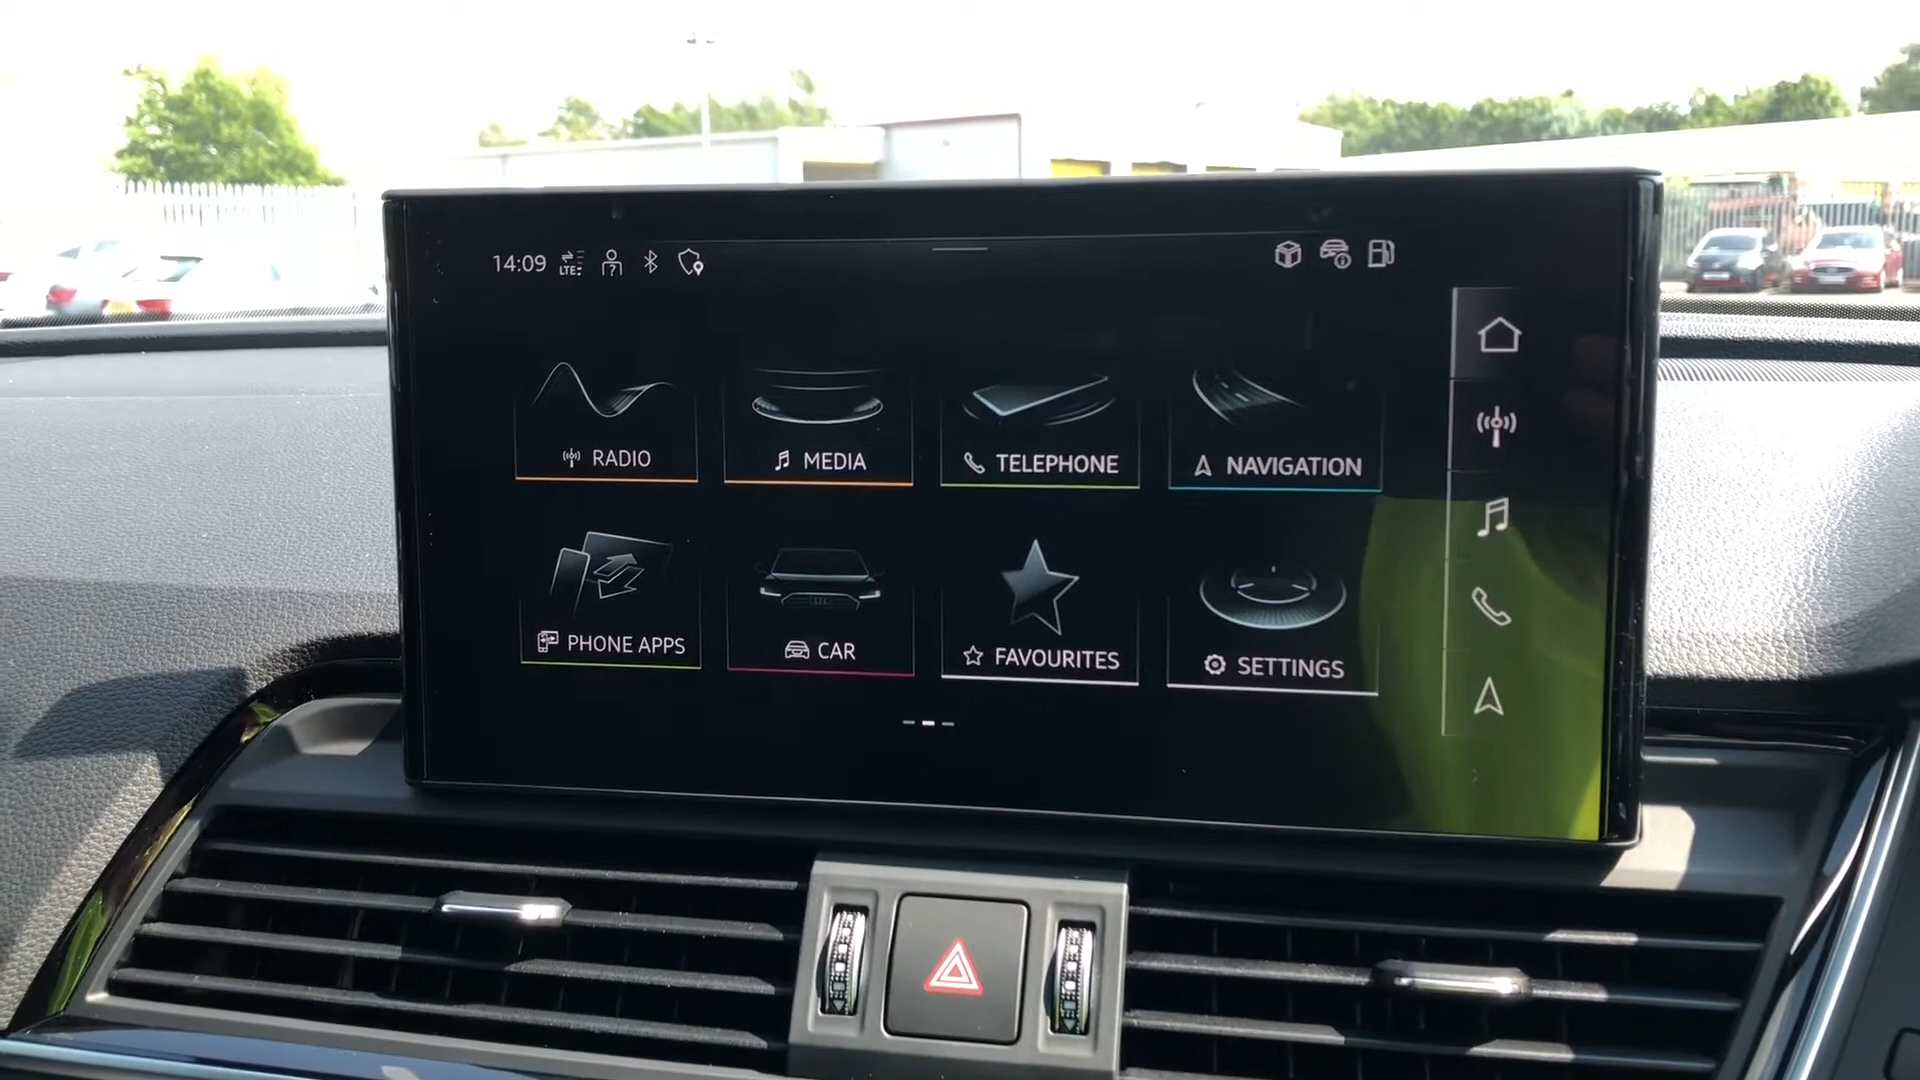 14:09 LTE ?
RADIO
MEDIA
TELEPHONE
NAVIGATION
PHONE APPS
CAR
FAVOURITES
SETTINGS